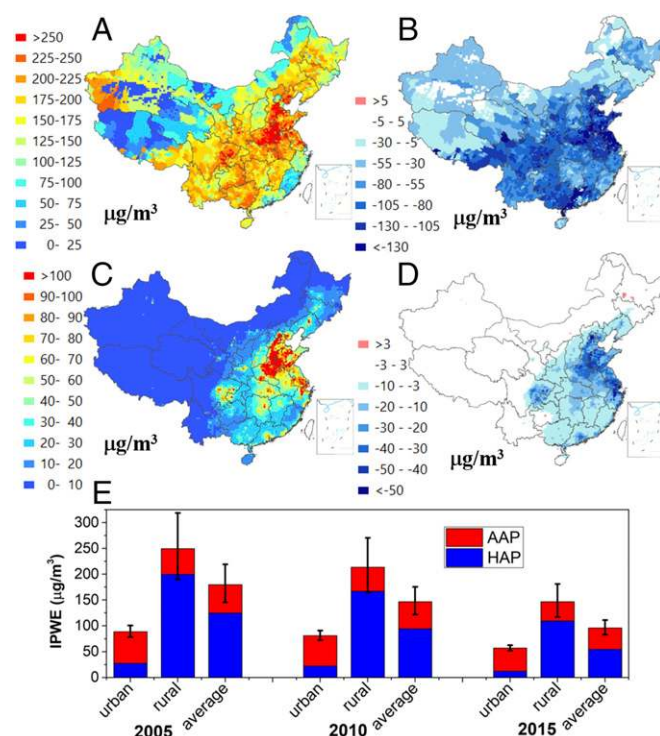 A
>250
225-250
200-225
175-200
150-175
125-150
100-125
75-100
50- 75
25- 50
0- 25
μg/m³
B
>5
-5 - 5
-30 - -5
-55 - -30
-80 - -55
-105 - -80
-130 - -105
<-130
μg/m³
C
>100
90-100
80- 90
70- 80
60- 70
50- 60
40- 50
30- 40
20- 30
10- 20
0- 10
μg/m³
D
>3
-3 - 3
-10 - -3
-20 - -10
-30 - -20
-40 - -30
-50 - -40
<-50
μg/m³
E
IPWE (μg/m³)
300
250
200
150
100
50
0
AAP
HAP
urban rural average urban rural average urban rural average
2005 2010 2015